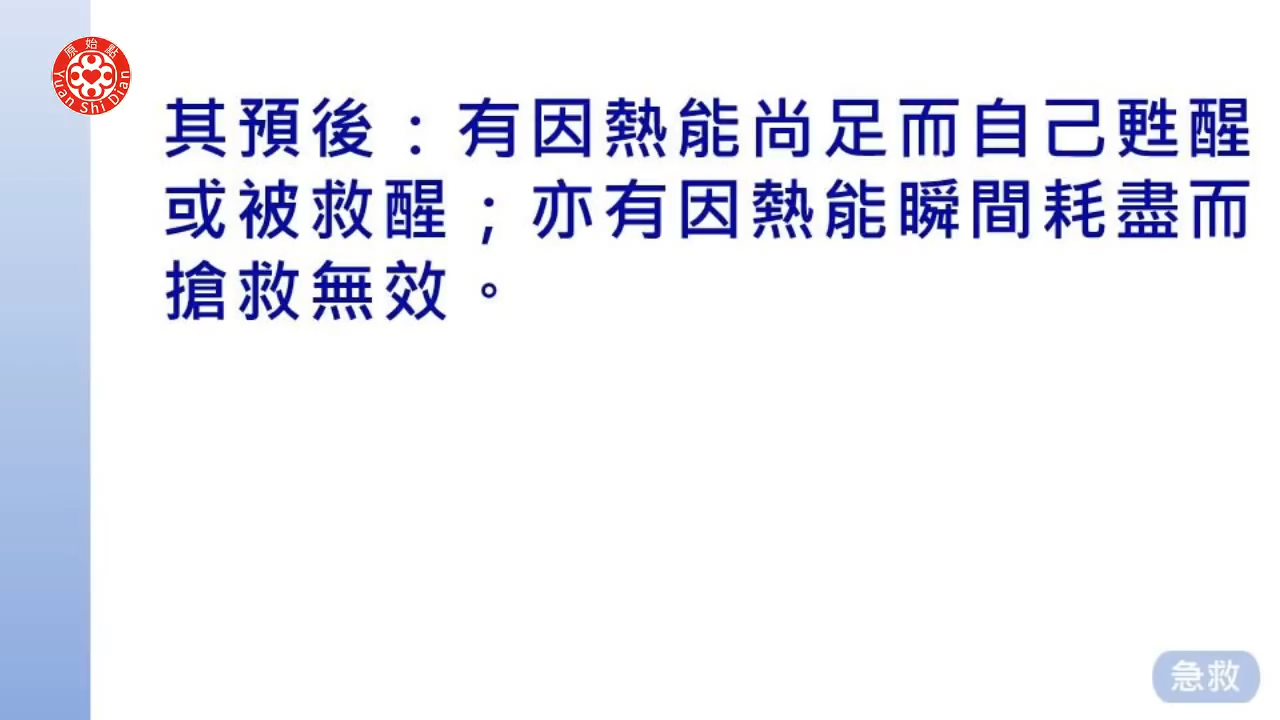 原始點
Yuan Shi Dian
其預後：有因熱能尚足而自己甦醒
或被救醒；亦有因熱能瞬間耗盡而
搶救無效。
急救